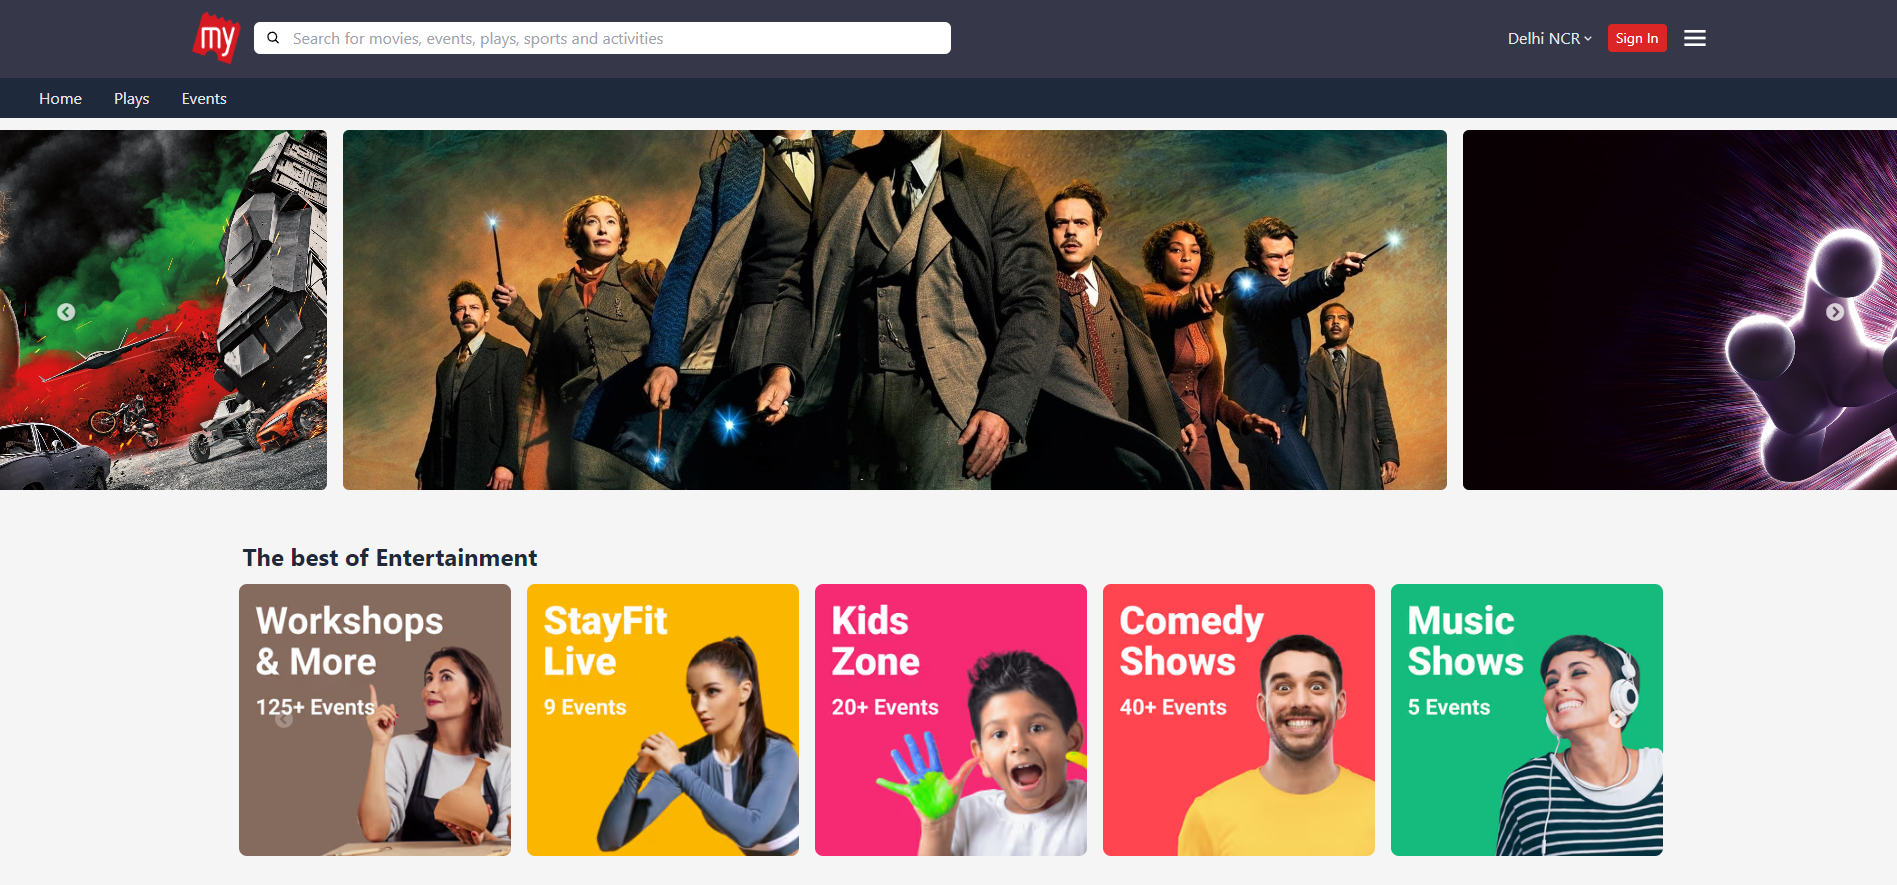 my
Search for movies, events, plays, sports and activities
Delhi NCR
Sign In
Home
Plays
Events
The best of Entertainment
Workshops
& More
125+ Events
StayFit
Live
9 Events
Kids
Zone
20+ Events
Comedy
Shows
40+ Events
Music
Shows
5 Events